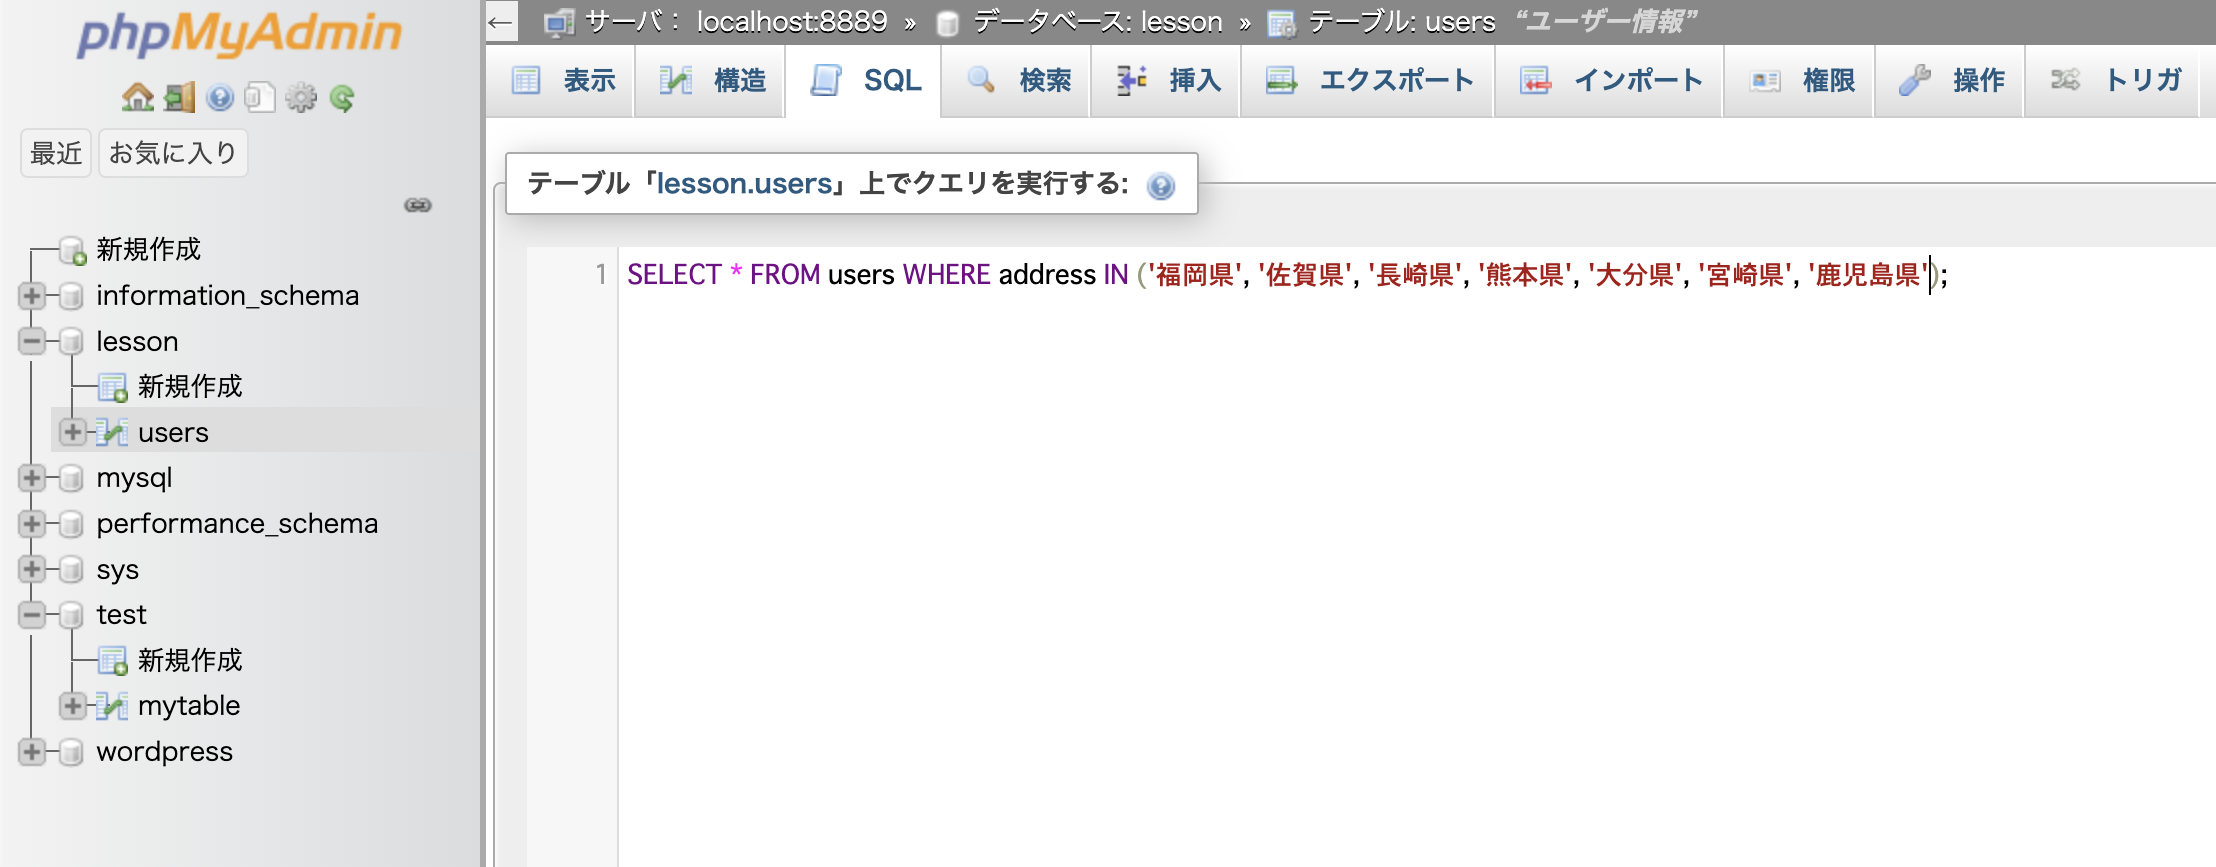 phpMyAdmin
最近 お気に入り
新規作成
information_schema
lesson
新規作成
users
mysql
performance_schema
sys
test
新規作成
mytable
wordpress
← サーバ： localhost:8889 » データベース: lesson » テーブル: users “ユーザー情報”
表示 構造 SQL 検索 挿入 エクスポート インポート 権限 操作 トリガ
テーブル「lesson.users」上でクエリを実行する:
1 SELECT * FROM users WHERE address IN ('福岡県', '佐賀県', '長崎県', '熊本県', '大分県', '宮崎県', '鹿児島県');